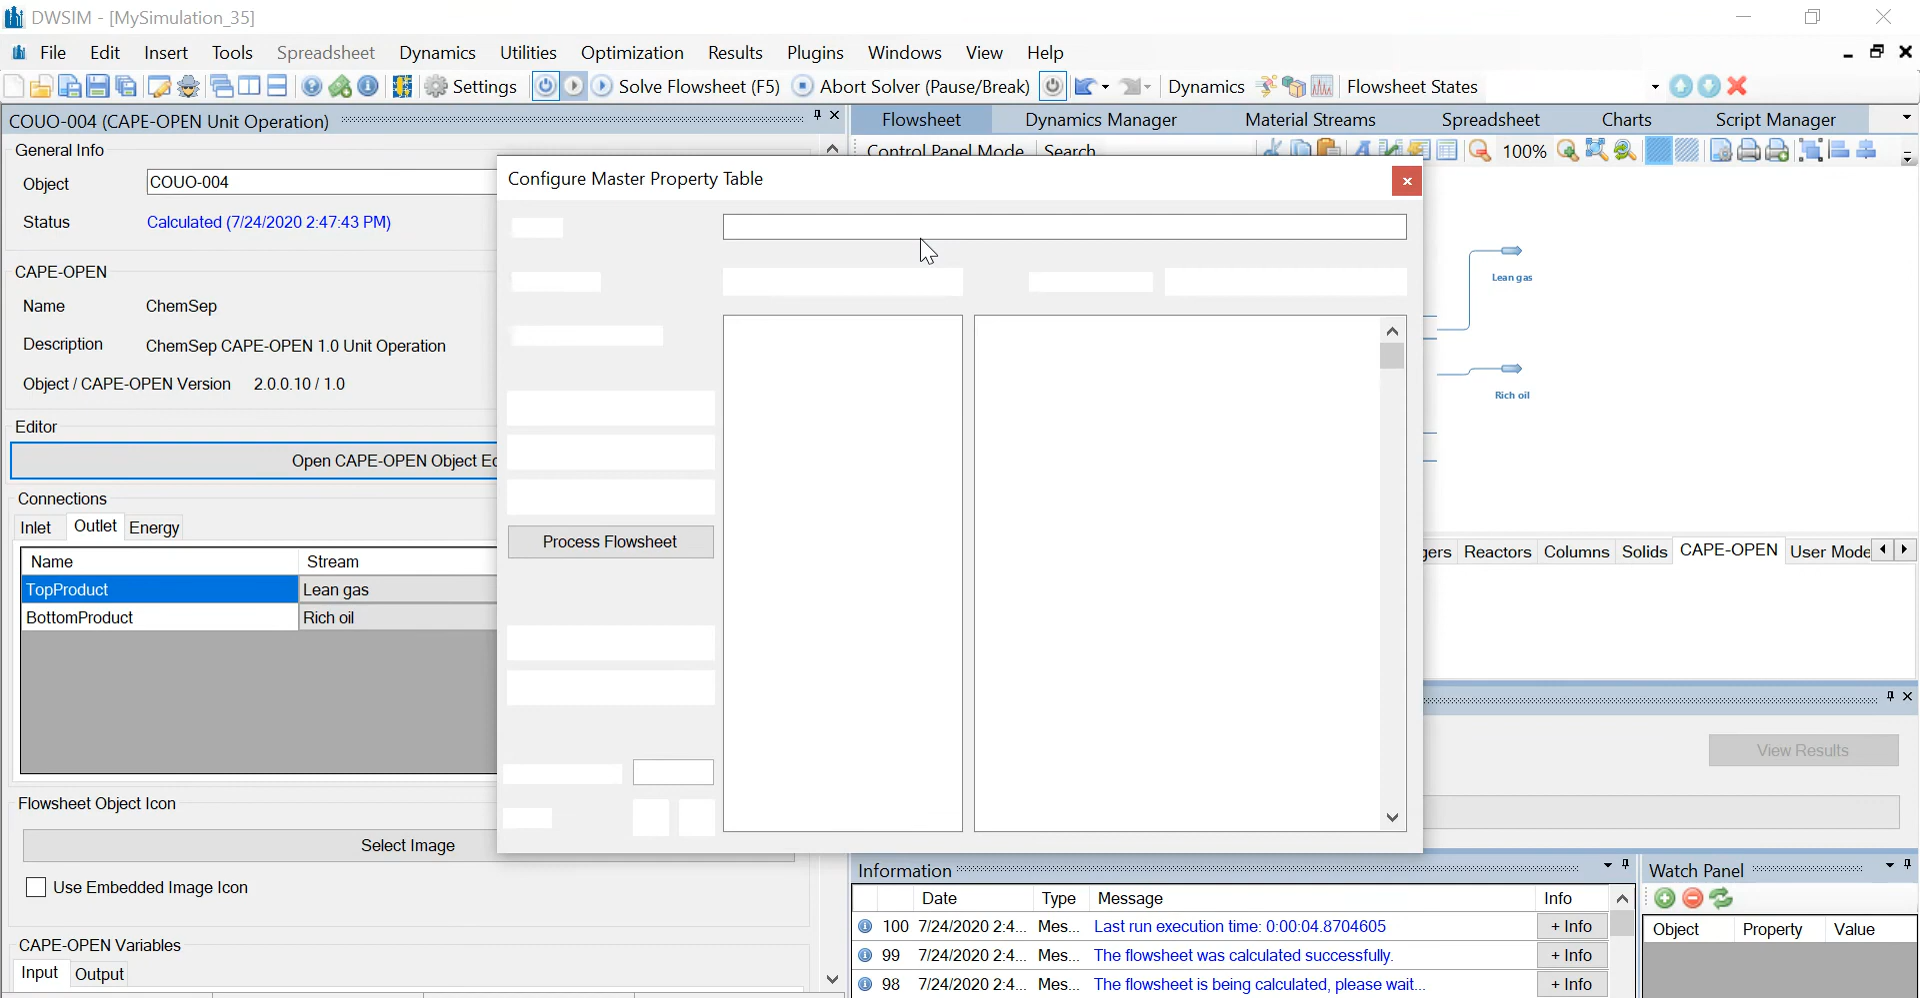 DWSIM - [MySimulation_35]
File Edit Insert Tools Spreadsheet Dynamics Utilities Optimization Results Plugins Windows View Help
Settings Solve Flowsheet (F5) Abort Solver (Pause/Break) Dynamics Flowsheet States
COUO-004 (CAPE-OPEN Unit Operation)
Flowsheet Dynamics Manager Material Streams Spreadsheet Charts Script Manager
General Info
Control Panel Mode Search 100%
Configure Master Property Table
Object COUO-004
Status Calculated (7/24/2020 2:47:43 PM)
CAPE-OPEN
Name ChemSep
Description ChemSep CAPE-OPEN 1.0 Unit Operation
Object / CAPE-OPEN Version 2.0.0.10 / 1.0
Lean gas
Rich oil
Editor
Open CAPE-OPEN Object Ec
Connections
Inlet Outlet Energy
Process Flowsheet
Name Stream
TopProduct Lean gas
BottomProduct Rich oil
gers Reactors Columns Solids CAPE-OPEN User Mode
View Results
Flowsheet Object Icon
Select Image
Use Embedded Image Icon
CAPE-OPEN Variables
Input Output
Information
Date Type Message Info
100 7/24/2020 2:4... Mes... Last run execution time: 0:00:04.8704605 + Info
99 7/24/2020 2:4... Mes... The flowsheet was calculated successfully. + Info
98 7/24/2020 2:4... Mes... The flowsheet is being calculated, please wait... + Info
Watch Panel
Object Property Value